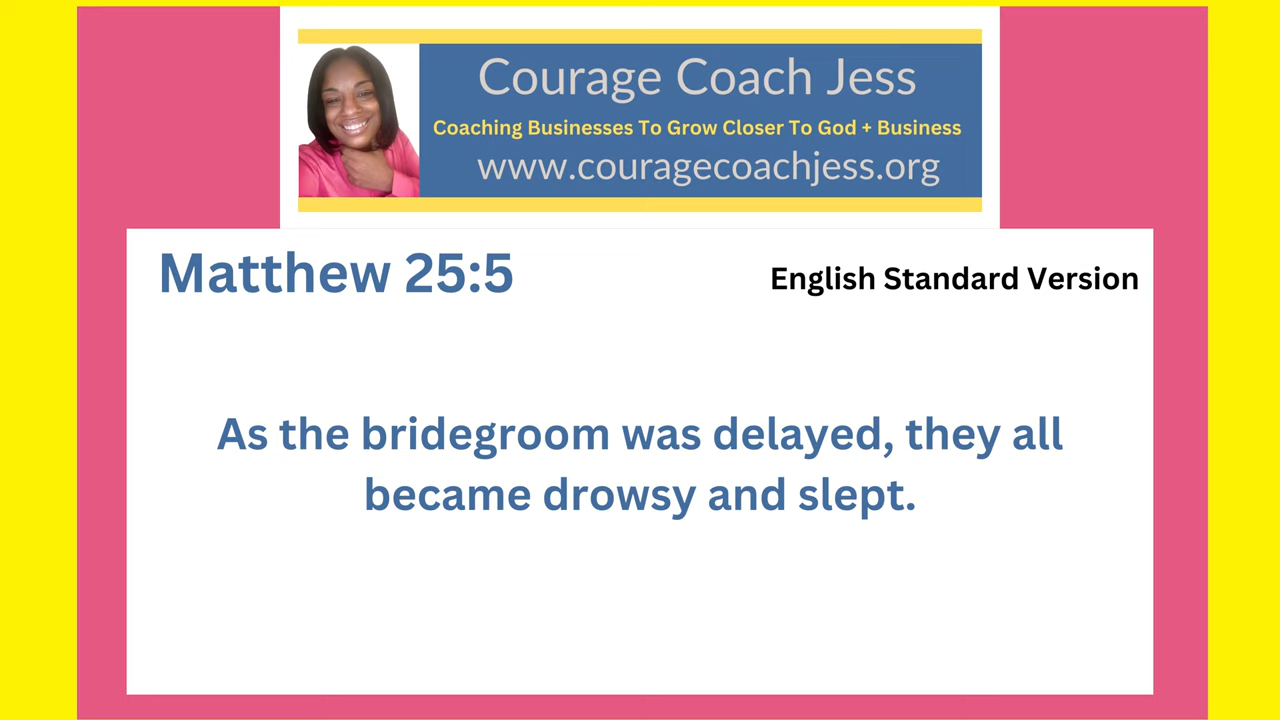 Courage Coach Jess
Coaching Businesses To Grow Closer To God + Business
www.couragecoachjess.org
Matthew 25:5
English Standard Version
As the bridegroom was delayed, they all
became drowsy and slept.